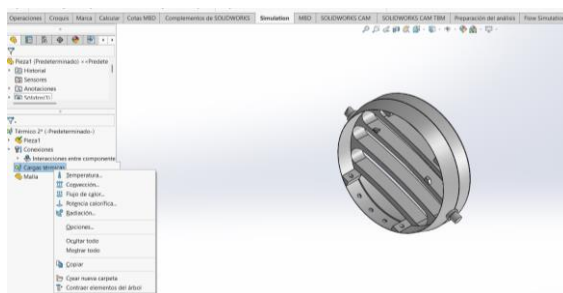 Operaciones Croquis Marca Calcular Cotas MBD Complementos de SOLIDWORKS Simulation MBD SOLIDWORKS CAM SOLIDWORKS CAM TBM Preparación del análisis Flow Simulation
Pieza1 (Predeterminado) <<Predete
Historial
Sensores
Anotaciones
Sólidos(1)
Térmico 2* (-Predeterminado-)
Pieza1
Conexiones
Interacciones entre componente
Cargas térmicas
Malla
Temperatura...
Convección...
Flujo de calor...
Potencia calorífica...
Radiación...
Opciones...
Ocultar todo
Mostrar todo
Copiar
Crear nueva carpeta
Contraer elementos del árbol